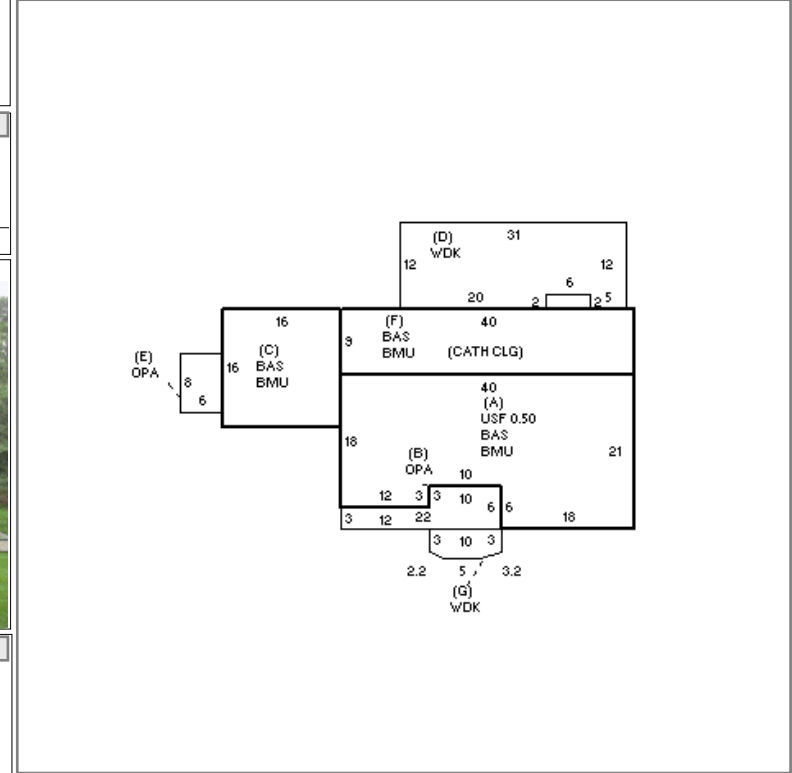 (D) 31
WDK
12 12
6
20 2 2 5
16 (F) 40
BAS
9 BMU (CATH CLG)
(E) (C)
OPA 16 BAS
8 BMU
6
40
(A)
USF 0.50
BAS
18 BMU 21
(B)
OPA
10
12 3 3 10 6 6
3 12 22 18
3 10 3
2.2 5 3.2
(G)
WDK